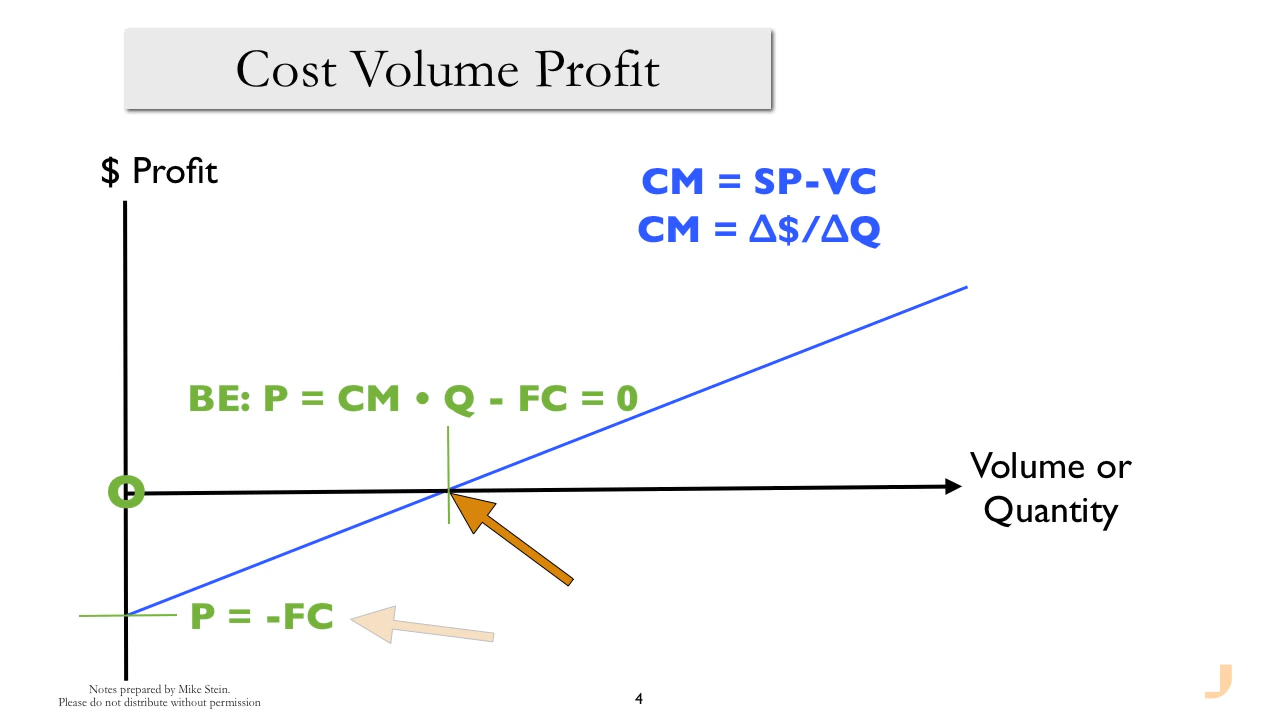 Cost Volume Profit
$ Profit
CM = SP-VC
CM = Δ$/ΔQ
BE: P = CM • Q - FC = 0
Volume or
Quantity
P = -FC
Notes prepared by Mike Stein.
Please do not distribute without permission
4
J